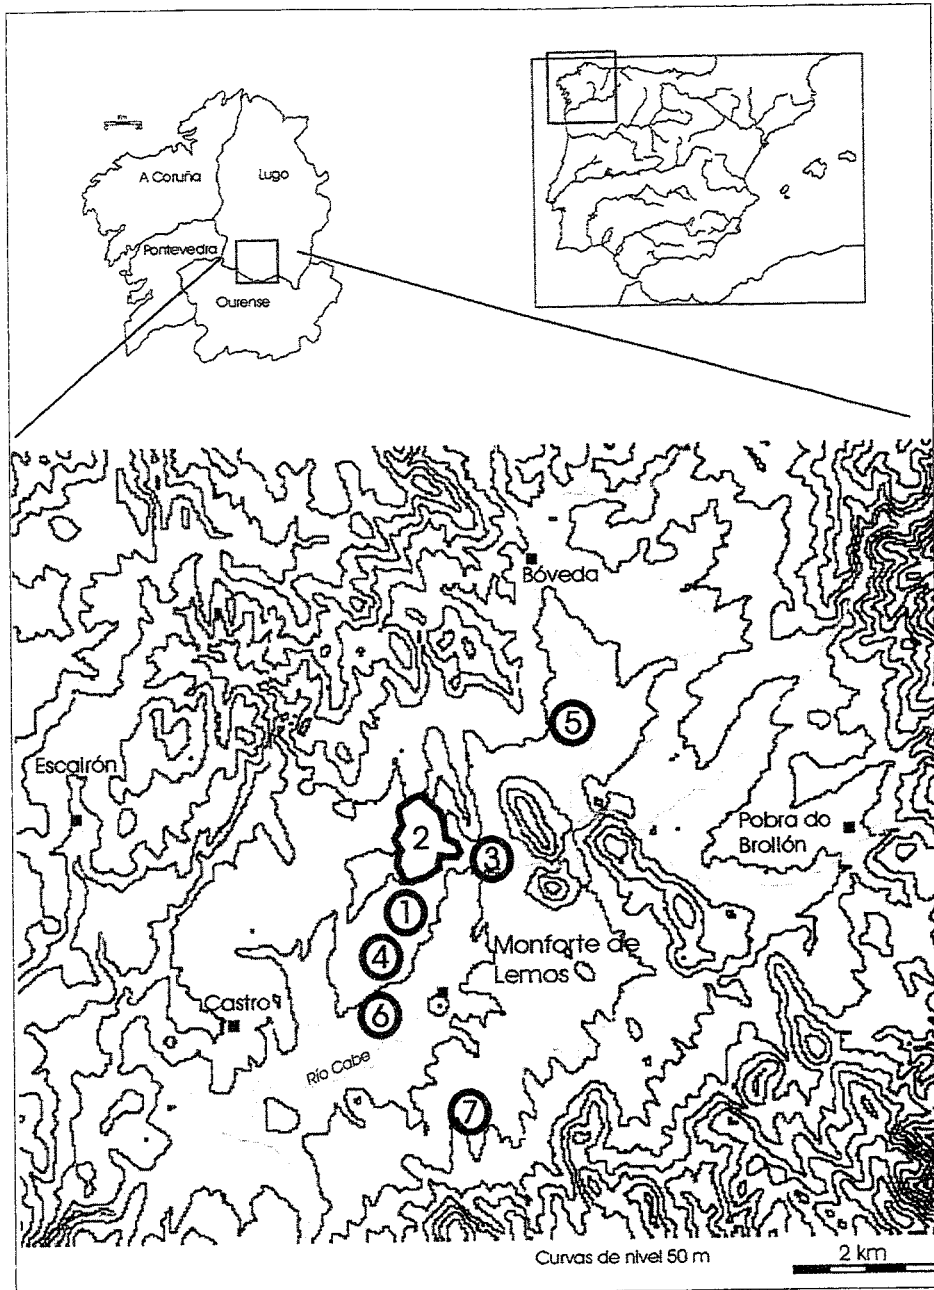 A Coruña
Lugo
Pontevedra
Ourense
Bóveda
5
Escairón
Pobra do
Brollón
2
3
1
4
Monforte de
Lemos
Castro
6
Río Cabe
7
Curvas de nivel 50 m
2 km